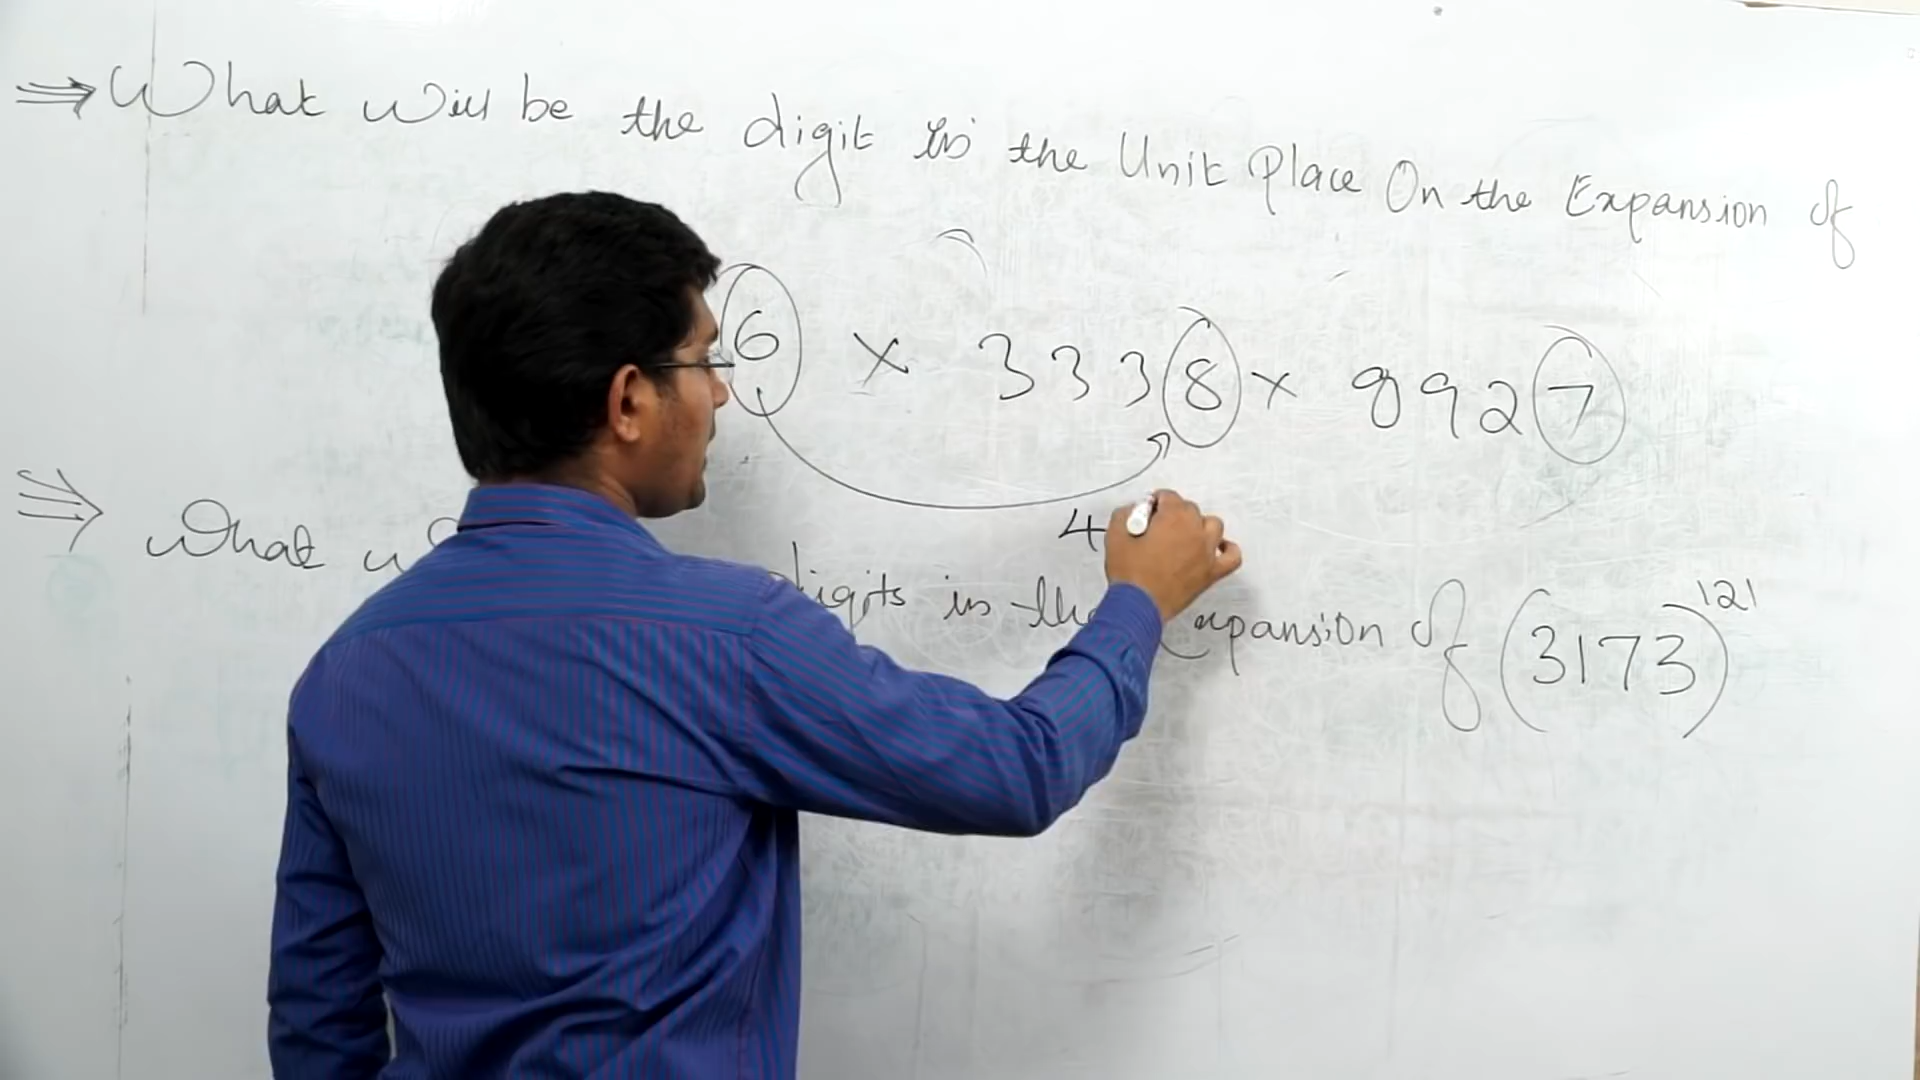 ⇒ What will be the digit in the Unit Place On the Expansion of
6 × 3338 × 8927
4
⇒ What digits in the Expansion of (3173)¹²¹